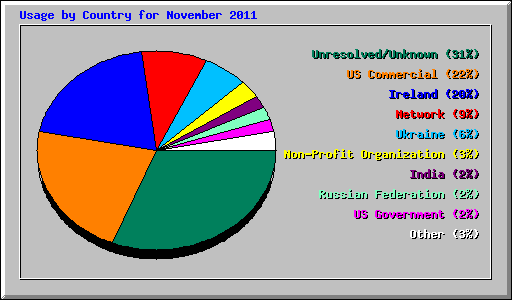 Usage by Country for November 2011
Unresolved/Unknown (31%)
US Commercial (22%)
Ireland (20%)
Network (9%)
Ukraine (6%)
Non-Profit Organization (3%)
India (2%)
Russian Federation (2%)
US Government (2%)
Other (3%)